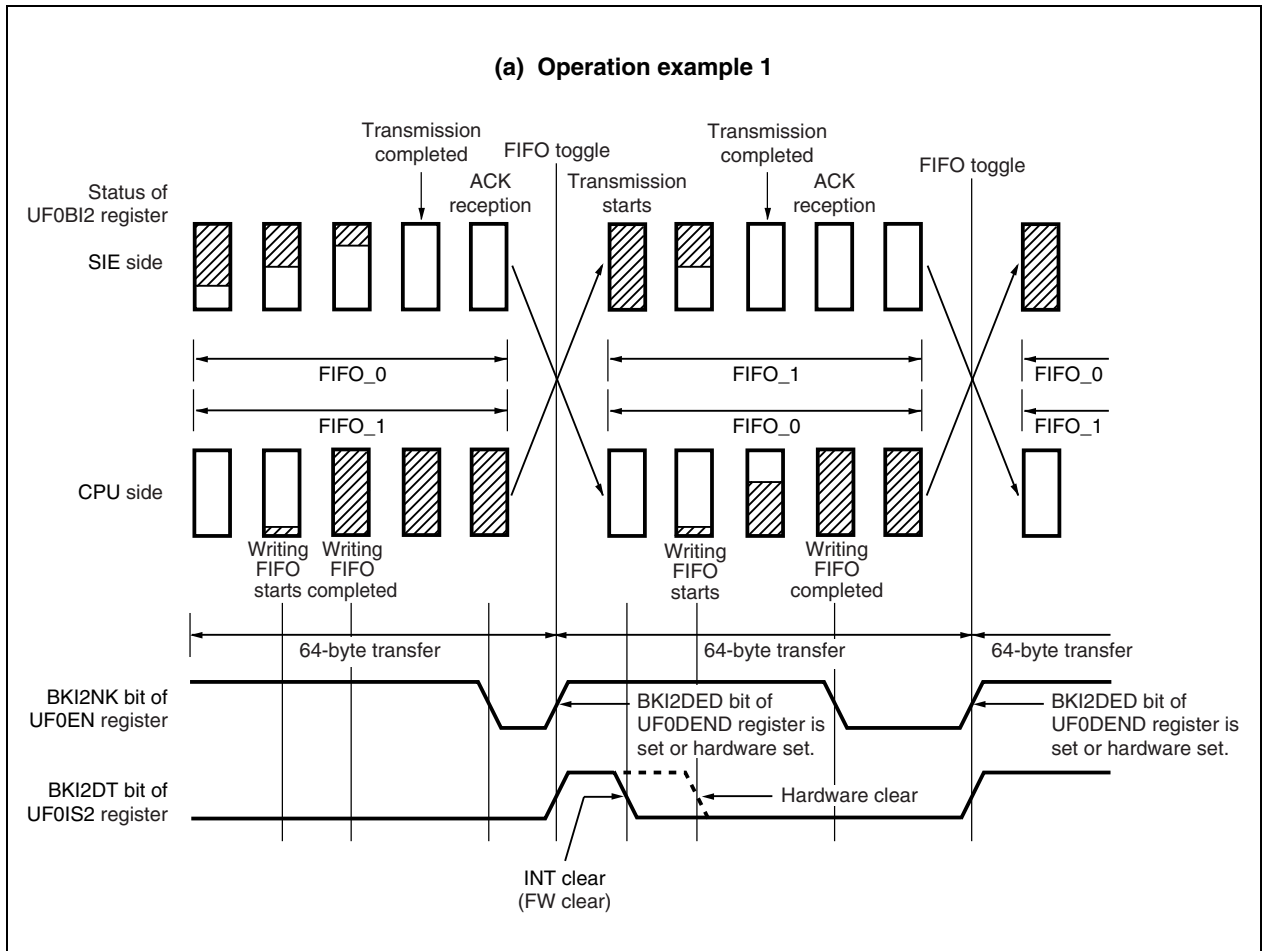 (a) Operation example 1
Transmission
completed
FIFO toggle
Transmission
completed
FIFO toggle
Status of
UF0BI2 register
ACK
reception
Transmission
starts
ACK
reception
SIE side
FIFO_0
FIFO_1
FIFO_0
FIFO_1
FIFO_0
FIFO_1
CPU side
Writing
FIFO
starts
Writing
FIFO
completed
Writing
FIFO
starts
Writing
FIFO
completed
64-byte transfer
64-byte transfer
64-byte transfer
BKI2NK bit of
UF0EN register
BKI2DED bit of
UF0DEND register is
set or hardware set.
BKI2DED bit of
UF0DEND register is
set or hardware set.
BKI2DT bit of
UF0IS2 register
Hardware clear
INT clear
(FW clear)